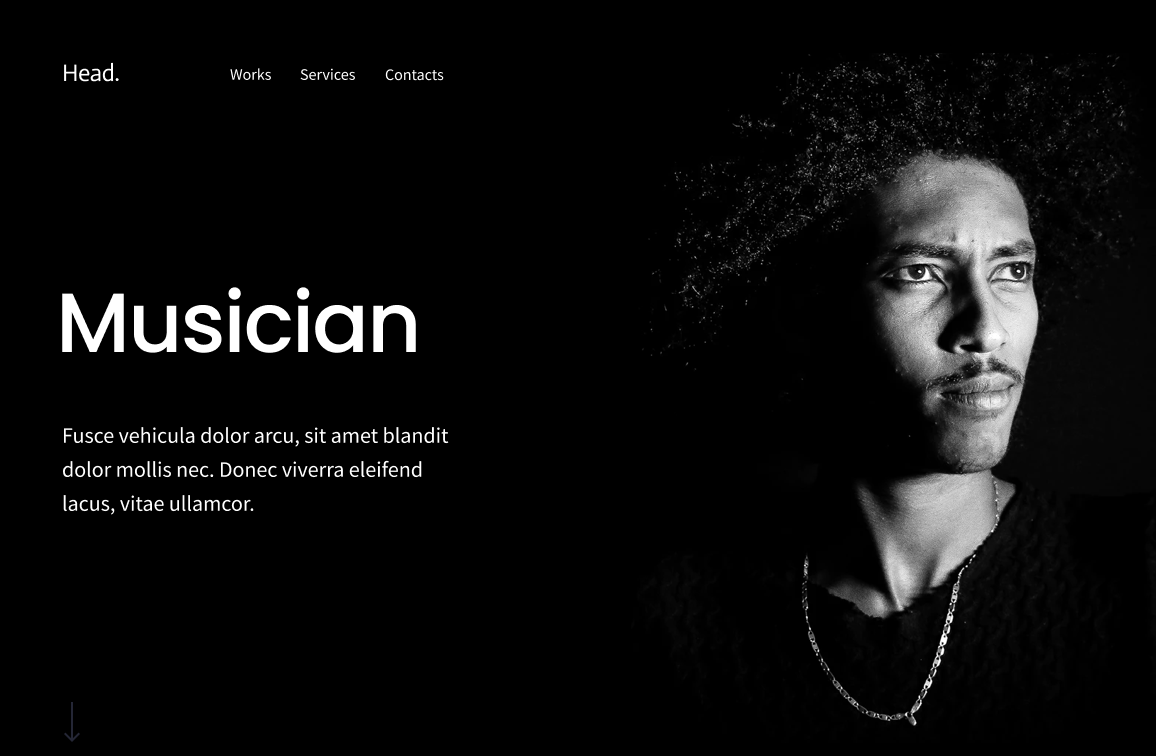 Head.
Works Services Contacts
Musician
Fusce vehicula dolor arcu, sit amet blandit
dolor mollis nec. Donec viverra eleifend
lacus, vitae ullamcor.